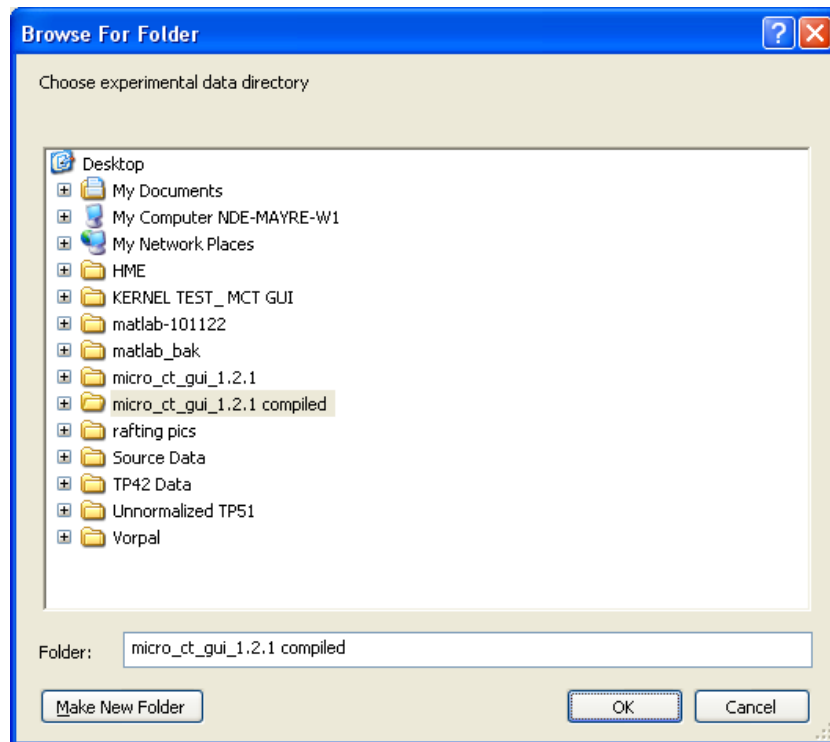 Browse For Folder
Choose experimental data directory
Desktop
My Documents
My Computer NDE-MAYRE-W1
My Network Places
HME
KERNEL TEST_ MCT GUI
matlab-101122
matlab_bak
micro_ct_gui_1.2.1
micro_ct_gui_1.2.1 compiled
rafting pics
Source Data
TP42 Data
Unnormalized TP51
Vorpal
Folder: micro_ct_gui_1.2.1 compiled
Make New Folder OK Cancel